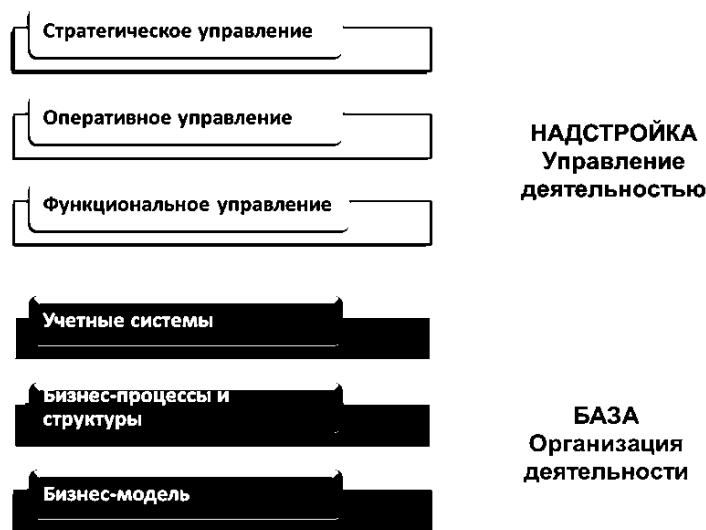 Стратегическое управление
Оперативное управление
НАДСТРОЙКА
Управление
деятельностью
Функциональное управление
Учетные системы
Бизнес-процессы и
структуры
БАЗА
Организация
деятельности
Бизнес-модель